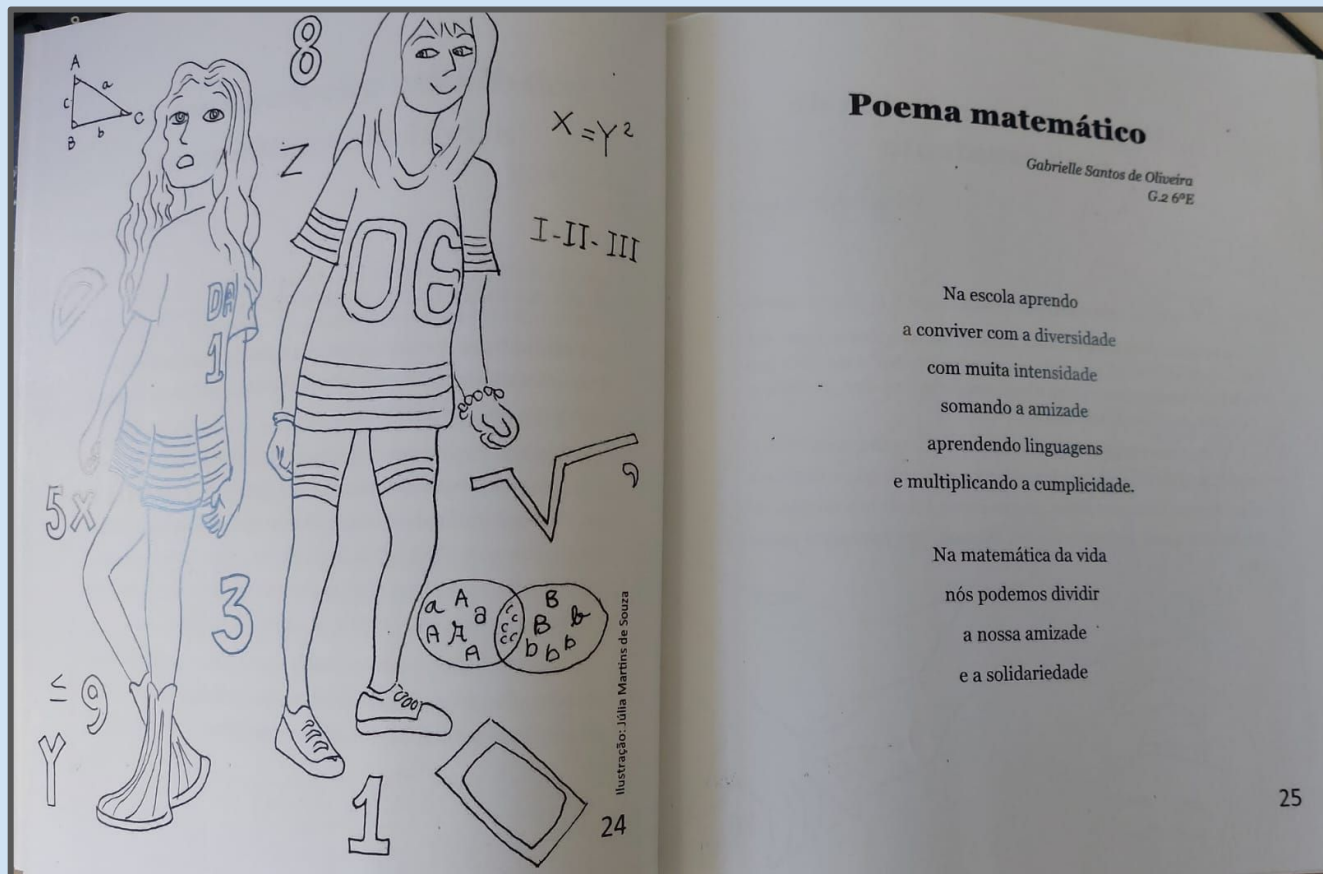 A
a
c
C
B
b
8
Z
X = Y²
I-II-III
06
DA
1
5x
3
≤ 9
Y
√
,
a A
a
A r
A
c c
c c
c c
B
B b
b b b
1
Ilustração: Júlia Martins de Souza
24
Poema matemático
Gabrielle Santos de Oliveira
G.2 6ºE
Na escola aprendo
a conviver com a diversidade
com muita intensidade
somando a amizade
aprendendo linguagens
e multiplicando a cumplicidade.
Na matemática da vida
nós podemos dividir
a nossa amizade
e a solidariedade
25